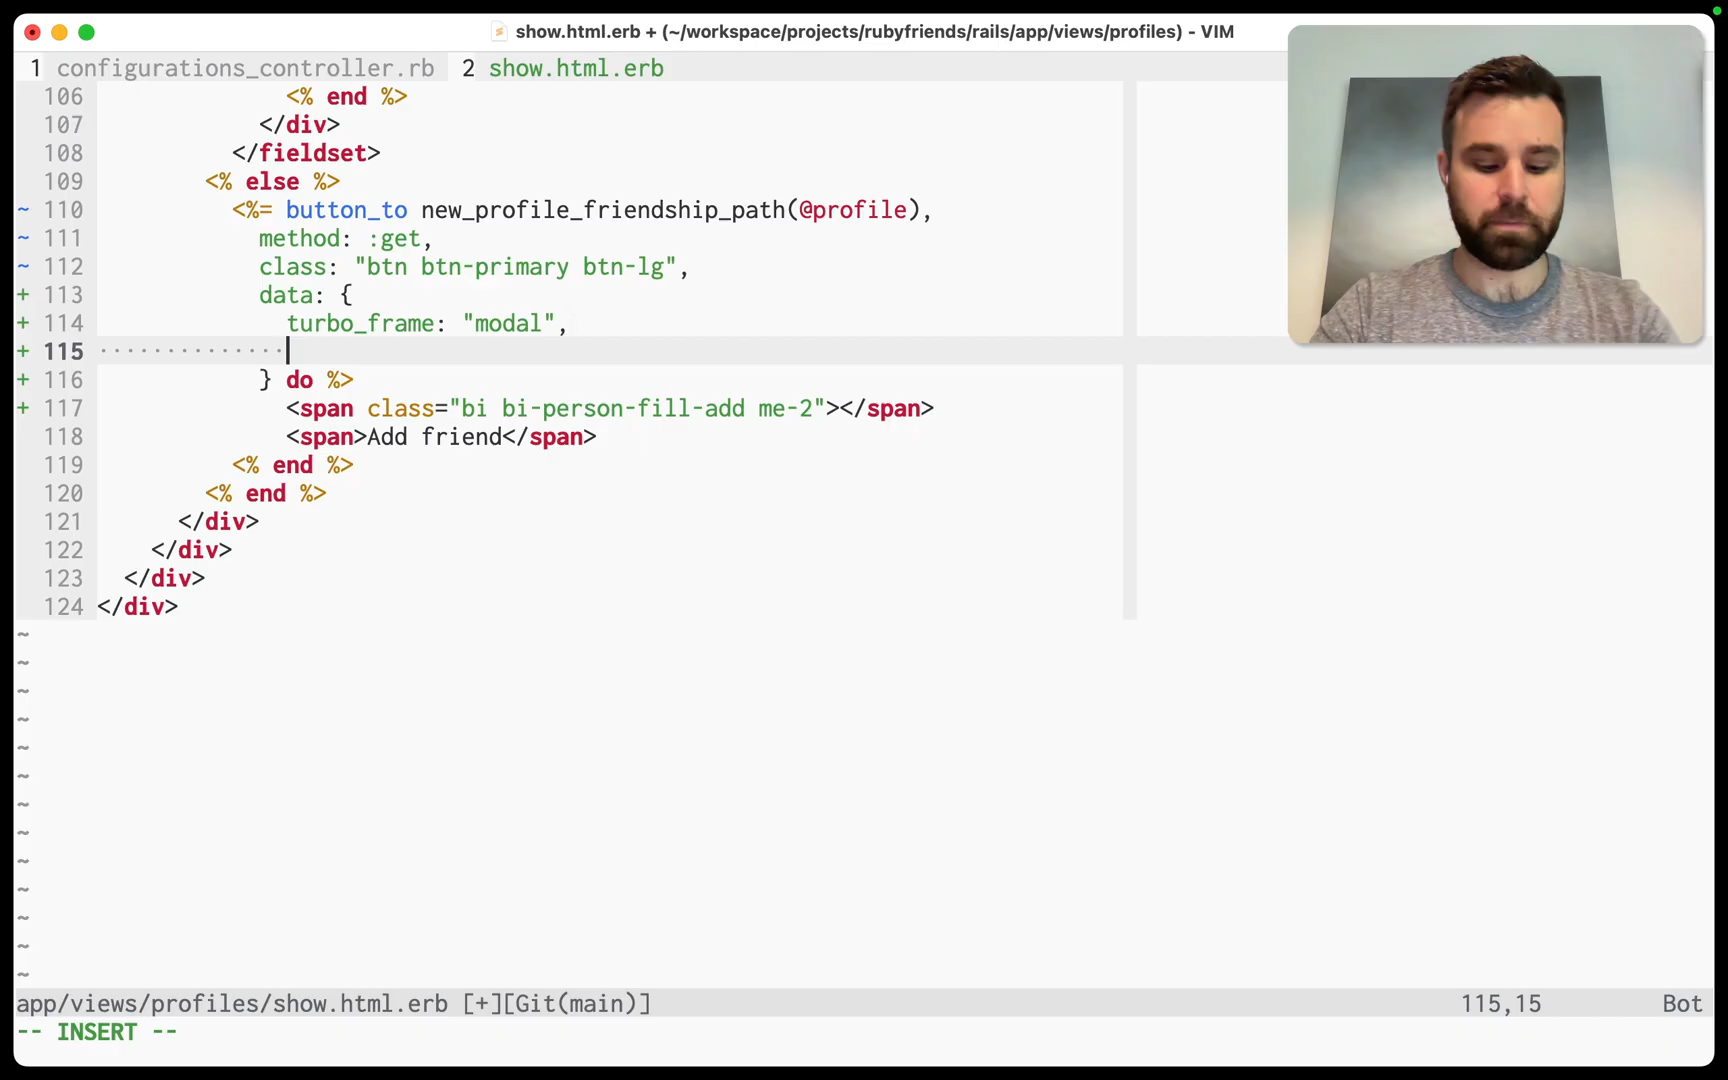 show.html.erb + (~/workspace/projects/rubyfriends/rails/app/views/profiles) - VIM
1 configurations_controller.rb 2 show.html.erb
106 <% end %>
107 </div>
108 </fieldset>
109 <% else %>
~ 110 <%= button_to new_profile_friendship_path(@profile),
~ 111 method: :get,
~ 112 class: "btn btn-primary btn-lg",
+ 113 data: {
+ 114 turbo_frame: "modal",
+ 115 ··············
+ 116 } do %>
+ 117 <span class="bi bi-person-fill-add me-2"></span>
118 <span>Add friend</span>
119 <% end %>
120 <% end %>
121 </div>
122 </div>
123 </div>
124 </div>
~
~
~
~
~
~
~
~
~
~
~
~
~
app/views/profiles/show.html.erb [+][Git(main)] 115,15 Bot
-- INSERT --